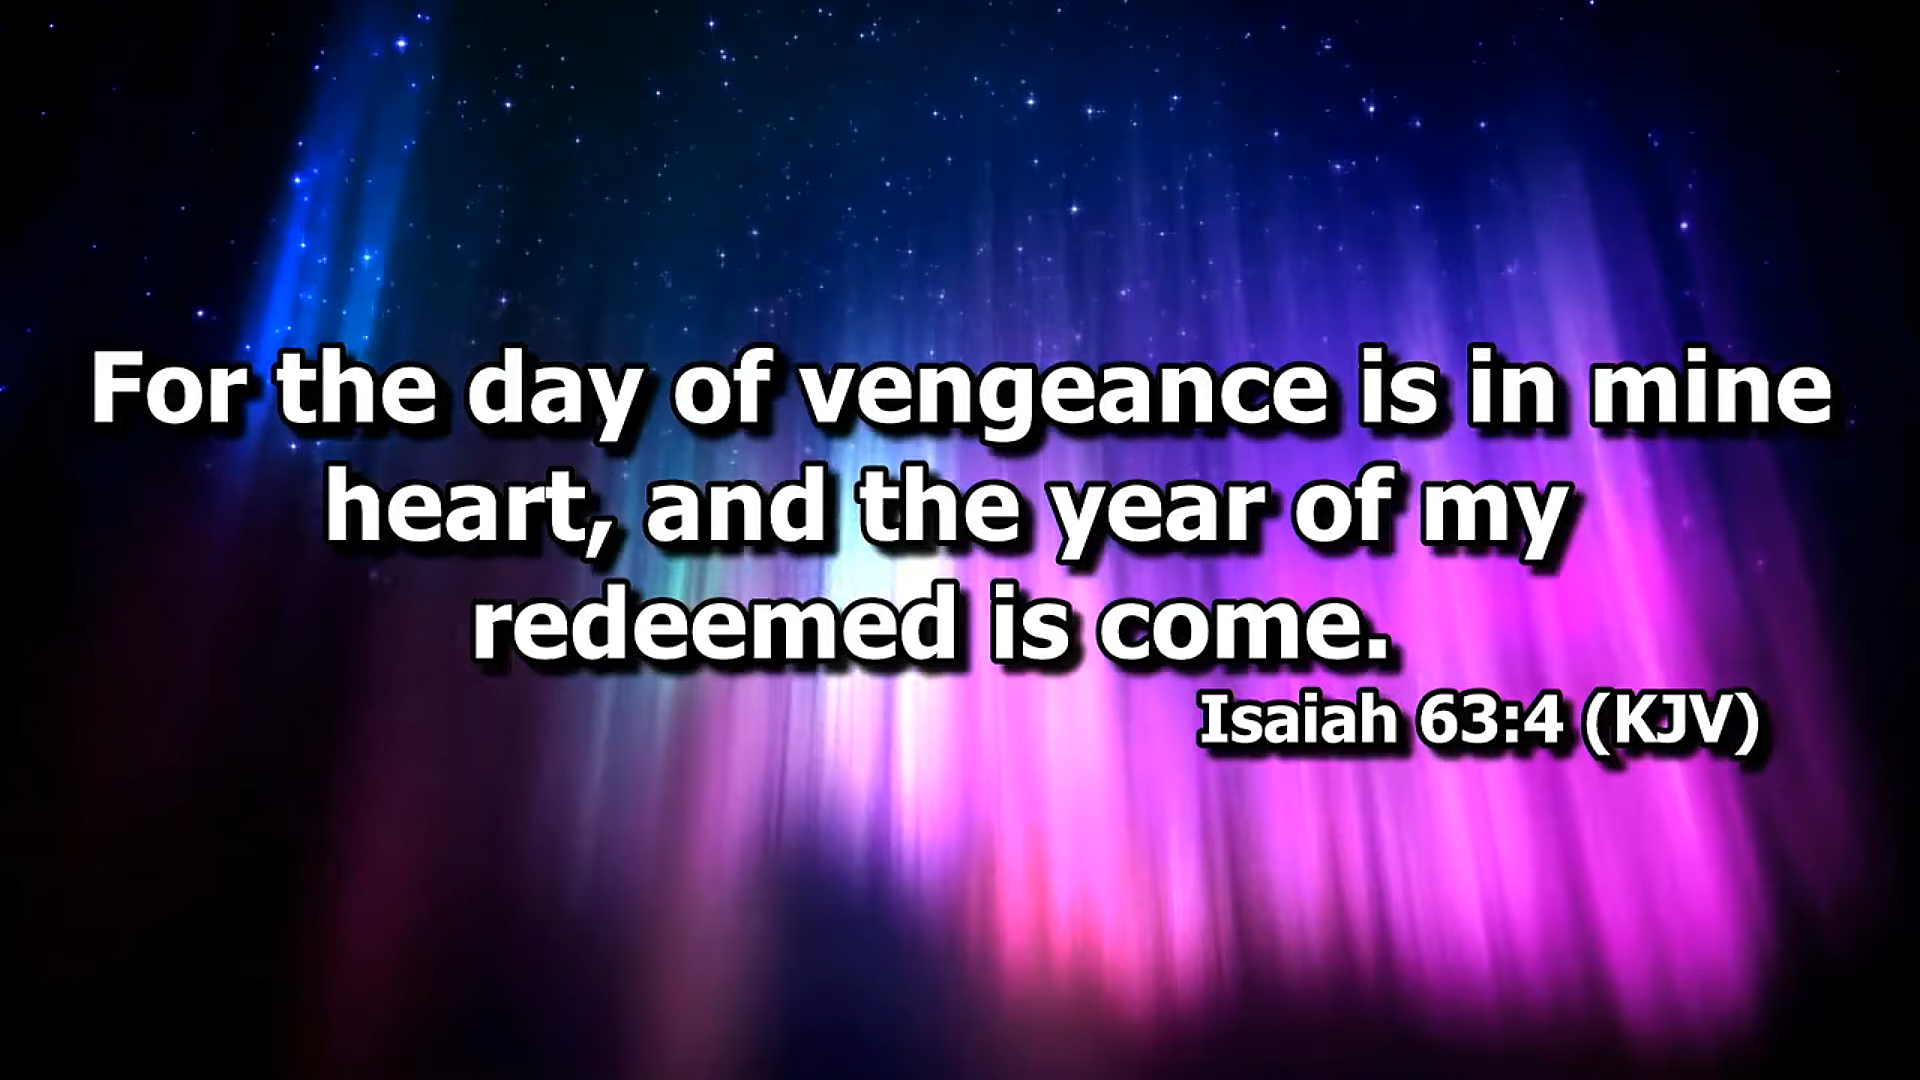 For the day of vengeance is in mine
heart, and the year of my
redeemed is come.
Isaiah 63:4 (KJV)